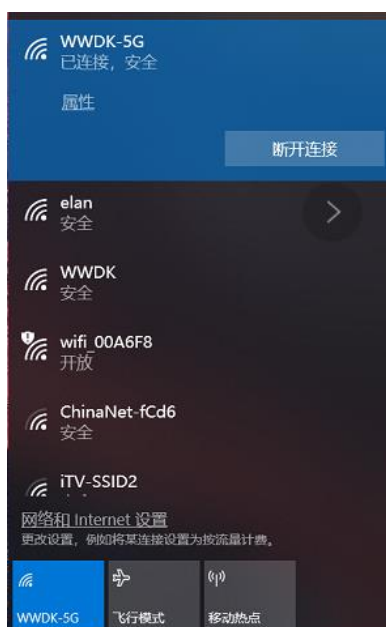 WWDK-5G
已连接，安全
属性
断开连接
elan
安全
WWDK
安全
wifi_00A6F8
开放
ChinaNet-fCd6
安全
iTV-SSID2
网络和 Internet 设置
更改设置，例如将某连接设置为按流量计费。
WWDK-5G
飞行模式
移动热点